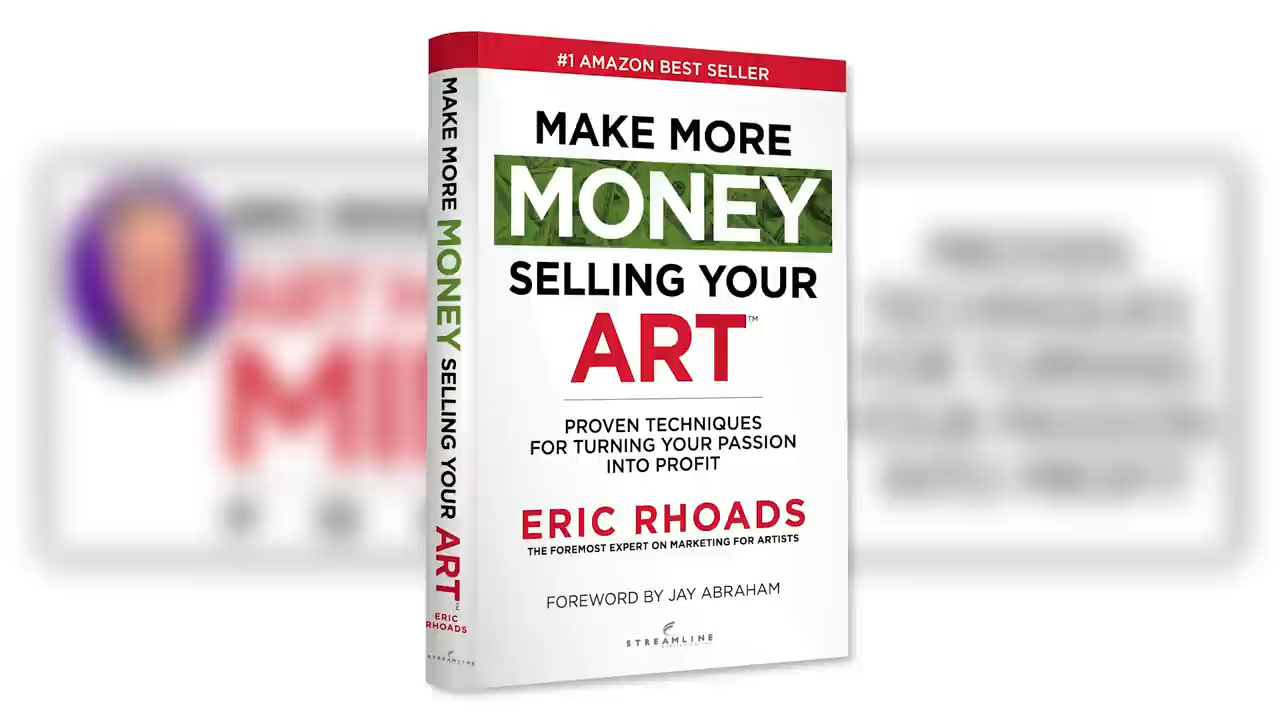 #1 AMAZON BEST SELLER
MAKE MORE
MONEY
SELLING YOUR
ART™
PROVEN TECHNIQUES
FOR TURNING YOUR PASSION
INTO PROFIT
ERIC RHOADS
THE FOREMOST EXPERT ON MARKETING FOR ARTISTS
FOREWORD BY JAY ABRAHAM
STREAMLINE
MAKE MORE MONEY SELLING YOUR ART™
ERIC
RHOADS
STREAMLINE